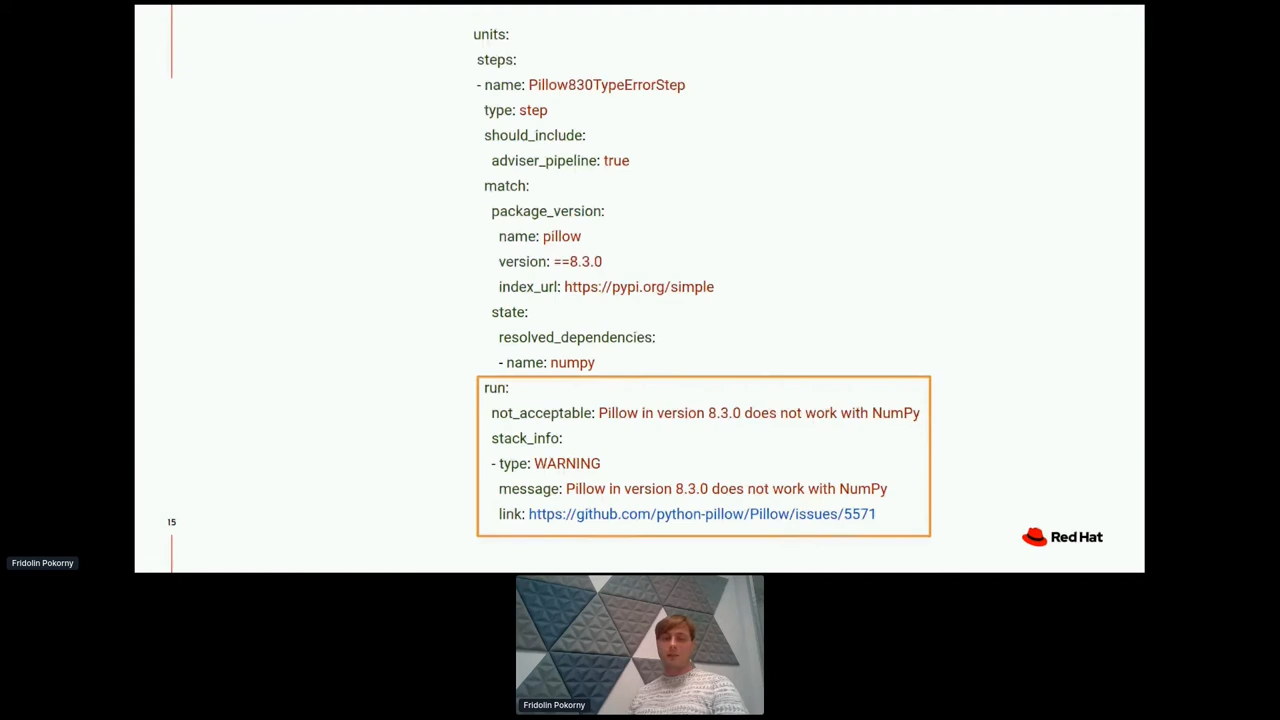 units:
steps:
- name: Pillow830TypeErrorStep
type: step
should_include:
adviser_pipeline: true
match:
package_version:
name: pillow
version: ==8.3.0
index_url: https://pypi.org/simple
state:
resolved_dependencies:
- name: numpy
run:
not_acceptable: Pillow in version 8.3.0 does not work with NumPy
stack_info:
- type: WARNING
message: Pillow in version 8.3.0 does not work with NumPy
link: https://github.com/python-pillow/Pillow/issues/5571
15
Red Hat
Fridolin Pokorny
Fridolin Pokorny